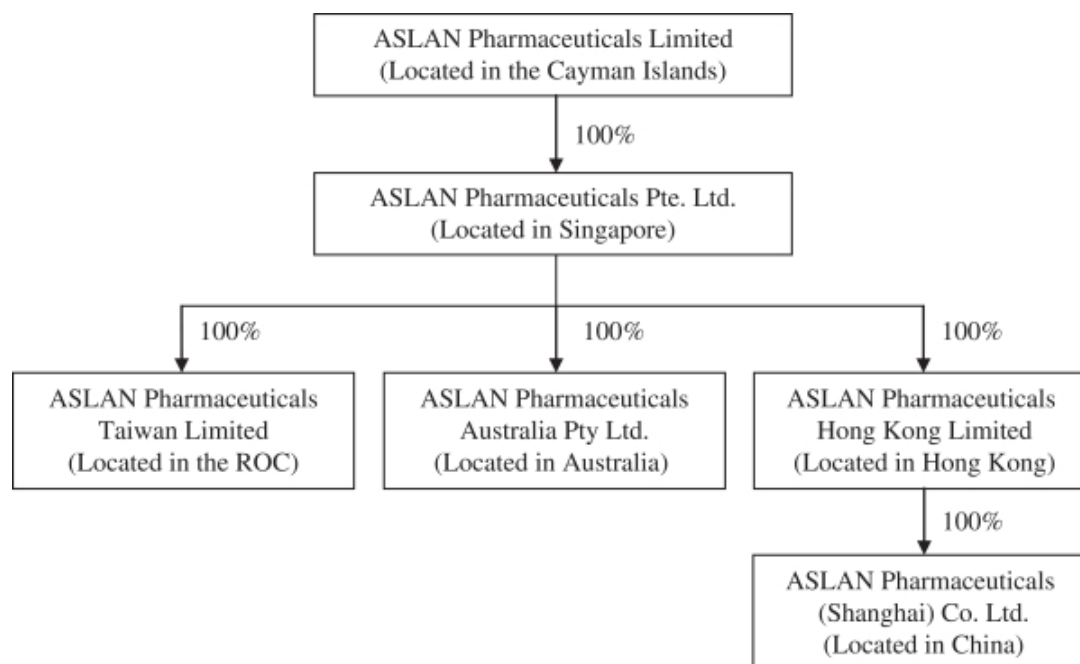 ASLAN Pharmaceuticals Limited
(Located in the Cayman Islands)
100%
ASLAN Pharmaceuticals Pte. Ltd.
(Located in Singapore)
100%
100%
100%
ASLAN Pharmaceuticals
Taiwan Limited
(Located in the ROC)
ASLAN Pharmaceuticals
Australia Pty Ltd.
(Located in Australia)
ASLAN Pharmaceuticals
Hong Kong Limited
(Located in Hong Kong)
100%
ASLAN Pharmaceuticals
(Shanghai) Co. Ltd.
(Located in China)